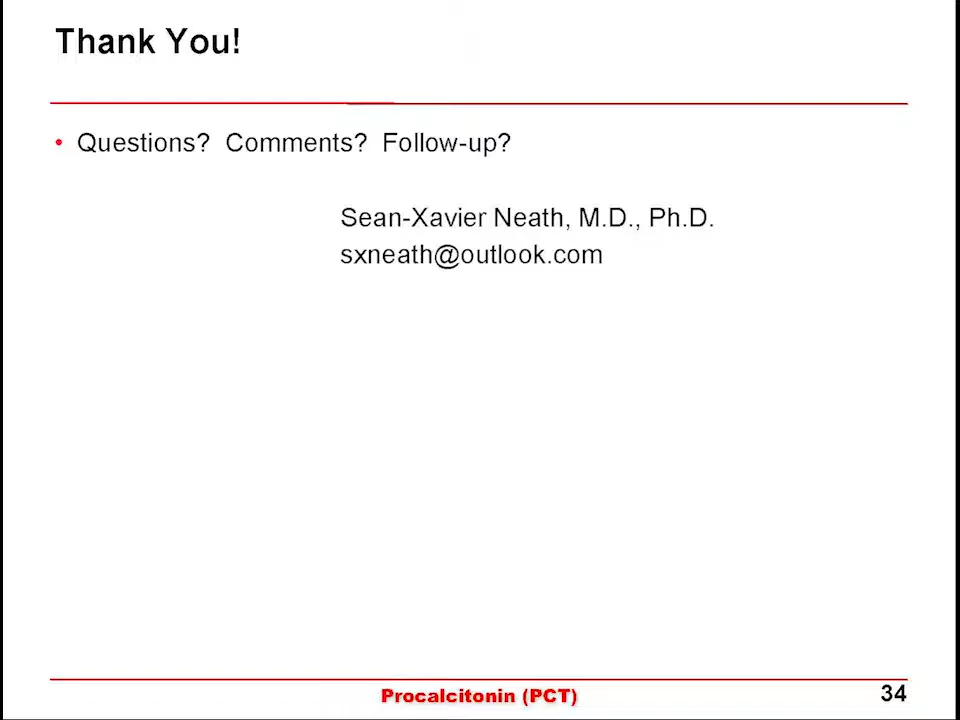 Thank You!
• Questions? Comments? Follow-up?
Sean-Xavier Neath, M.D., Ph.D.
sxneath@outlook.com
Procalcitonin (PCT)
34